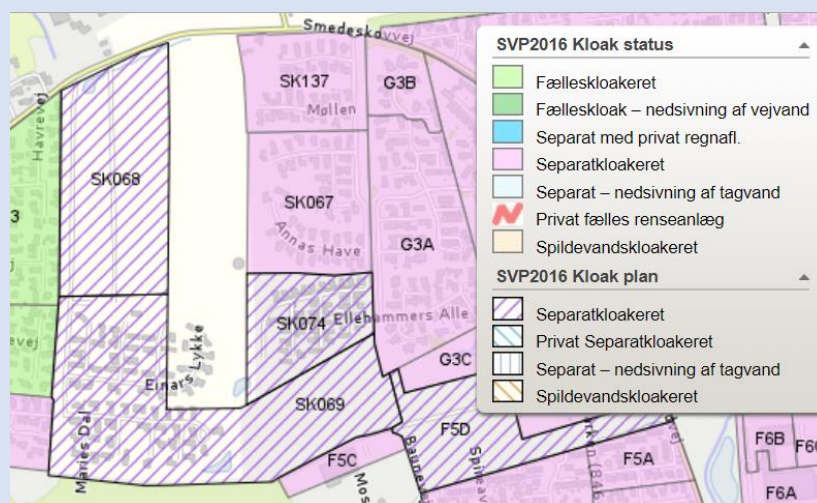 Smedeskovvej
SVP2016 Kloak status
Fælleskloakeret
Fælleskloak – nedsivning af vejvand
Separat med privat regnafl.
Separatkloakeret
Separat – nedsivning af tagvand
Privat fælles renseanlæg
Spildevandskloakeret
SVP2016 Kloak plan
Separatkloakeret
Privat Separatkloakeret
Separat – nedsivning af tagvand
Spildevandskloakeret
SK137
G3B
Møllen
Havrevej
SK068
3
SK067
Annas Have
G3A
SK074
Ellehammers Alle
G3C
Einars Lykke
SK069
Maries Dal
F5D
F5C
Baunevej
F5A
F6B
F6A